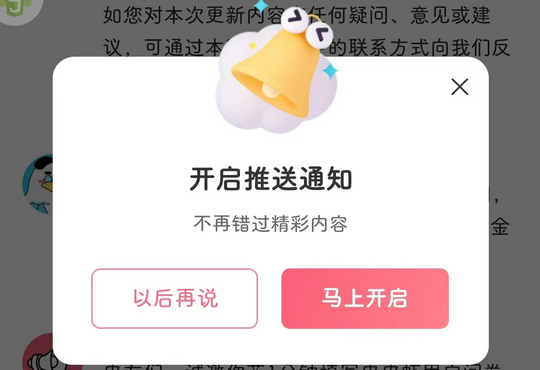 如您对本次更新内容
任何疑问、意见或建
议，可通过本
的联系方式向我们反
开启推送通知
不再错过精彩内容
金
以后再说
马上开启